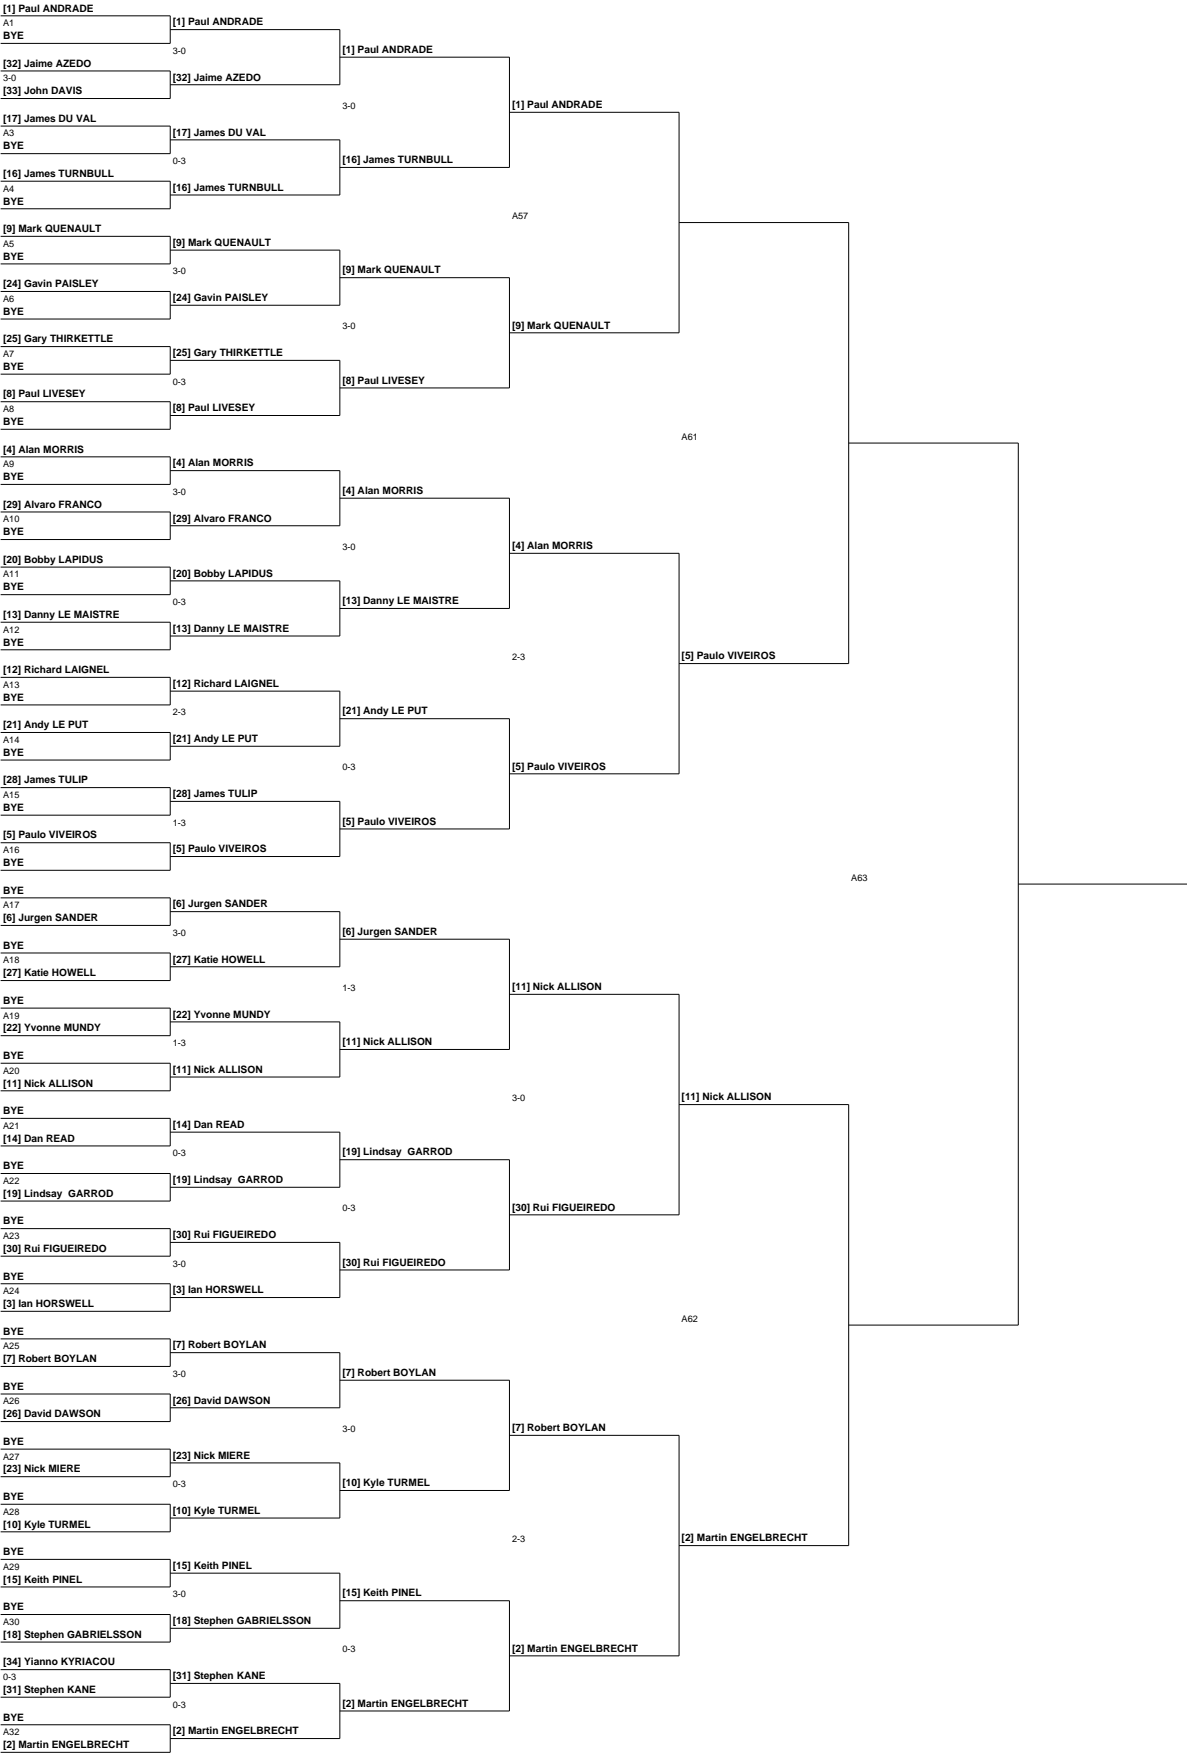 [1] Paul ANDRADE
A1
BYE
[32] Jaime AZEDO
3-0
[33] John DAVIS
[17] James DU VAL
A3
BYE
[16] James TURNBULL
A4
BYE
[9] Mark QUENAULT
A5
BYE
[24] Gavin PAISLEY
A6
BYE
[25] Gary THIRKETTLE
A7
BYE
[8] Paul LIVESEY
A8
BYE
[4] Alan MORRIS
A9
BYE
[29] Alvaro FRANCO
A10
BYE
[20] Bobby LAPIDUS
A11
BYE
[13] Danny LE MAISTRE
A12
BYE
[12] Richard LAIGNEL
A13
BYE
[21] Andy LE PUT
A14
BYE
[28] James TULIP
A15
BYE
[5] Paulo VIVEIROS
A16
BYE
BYE
A17
[6] Jurgen SANDER
BYE
A18
[27] Katie HOWELL
BYE
A19
[22] Yvonne MUNDY
BYE
A20
[11] Nick ALLISON
BYE
A21
[14] Dan READ
BYE
A22
[19] Lindsay  GARROD
BYE
A23
[30] Rui FIGUEIREDO
BYE
A24
[3] Ian HORSWELL
BYE
A25
[7] Robert BOYLAN
BYE
A26
[26] David DAWSON
BYE
A27
[23] Nick MIERE
BYE
A28
[10] Kyle TURMEL
BYE
A29
[15] Keith PINEL
BYE
A30
[18] Stephen GABRIELSSON
[34] Yianno KYRIACOU
0-3
[31] Stephen KANE
BYE
A32
[2] Martin ENGELBRECHT
[1] Paul ANDRADE
3-0
[32] Jaime AZEDO
[17] James DU VAL
0-3
[16] James TURNBULL
[9] Mark QUENAULT
3-0
[24] Gavin PAISLEY
[25] Gary THIRKETTLE
0-3
[8] Paul LIVESEY
[4] Alan MORRIS
3-0
[29] Alvaro FRANCO
[20] Bobby LAPIDUS
0-3
[13] Danny LE MAISTRE
[12] Richard LAIGNEL
2-3
[21] Andy LE PUT
[28] James TULIP
1-3
[5] Paulo VIVEIROS
[6] Jurgen SANDER
3-0
[27] Katie HOWELL
[22] Yvonne MUNDY
1-3
[11] Nick ALLISON
[14] Dan READ
0-3
[19] Lindsay  GARROD
[30] Rui FIGUEIREDO
3-0
[3] Ian HORSWELL
[7] Robert BOYLAN
3-0
[26] David DAWSON
[23] Nick MIERE
0-3
[10] Kyle TURMEL
[15] Keith PINEL
3-0
[18] Stephen GABRIELSSON
[31] Stephen KANE
0-3
[2] Martin ENGELBRECHT
[1] Paul ANDRADE
3-0
[16] James TURNBULL
[9] Mark QUENAULT
3-0
[8] Paul LIVESEY
[4] Alan MORRIS
3-0
[13] Danny LE MAISTRE
[21] Andy LE PUT
0-3
[5] Paulo VIVEIROS
[6] Jurgen SANDER
1-3
[11] Nick ALLISON
[19] Lindsay  GARROD
0-3
[30] Rui FIGUEIREDO
[7] Robert BOYLAN
3-0
[10] Kyle TURMEL
[15] Keith PINEL
0-3
[2] Martin ENGELBRECHT
[1] Paul ANDRADE
A57
[9] Mark QUENAULT
[4] Alan MORRIS
2-3
[5] Paulo VIVEIROS
[11] Nick ALLISON
3-0
[30] Rui FIGUEIREDO
[7] Robert BOYLAN
2-3
[2] Martin ENGELBRECHT
A61
[5] Paulo VIVEIROS
[11] Nick ALLISON
A62
[2] Martin ENGELBRECHT
A63